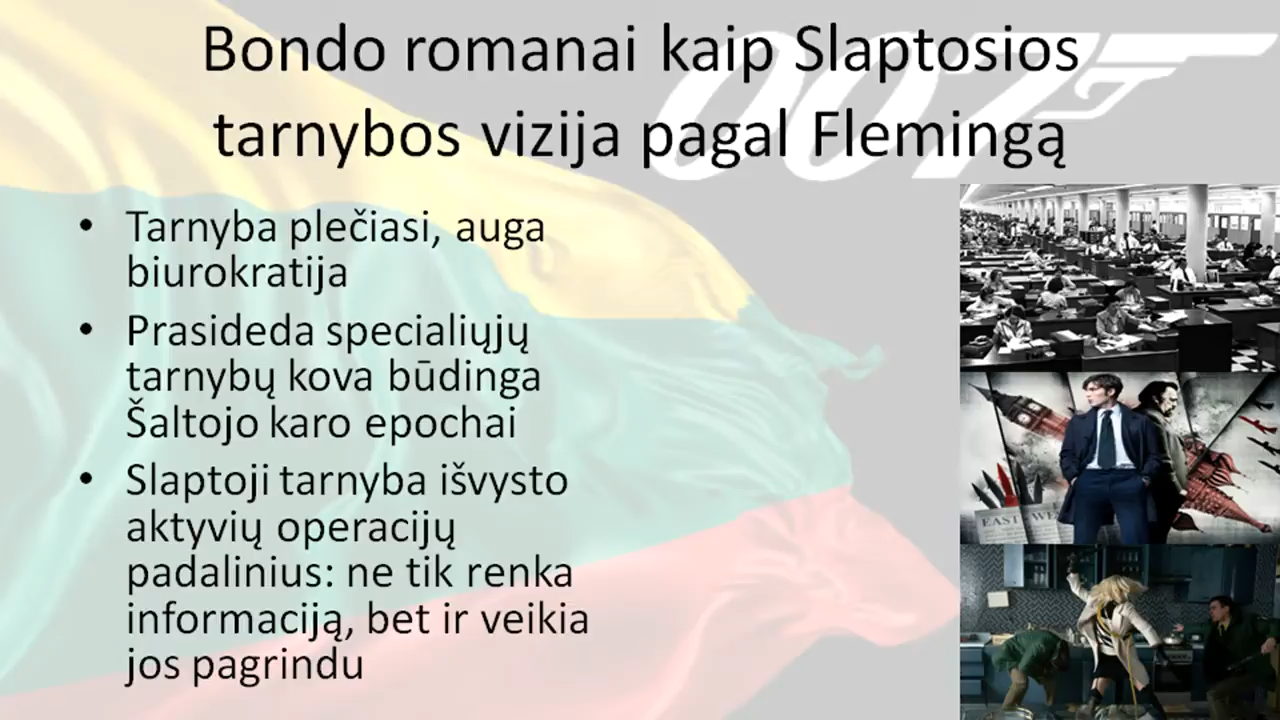 Bondo romanai kaip Slaptosios
tarnybos vizija pagal Flemingą
007
• Tarnyba plečiasi, auga
biurokratija
• Prasideda specialiųjų
tarnybų kova būdinga
Šaltojo karo epochai
• Slaptoji tarnyba išvysto
aktyvių operacijų
padalinius: ne tik renka
informaciją, bet ir veikia
jos pagrindu
EAST